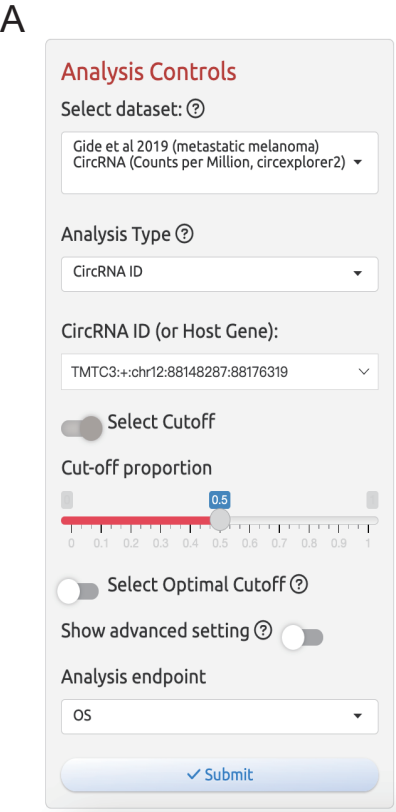 A
Analysis Controls
Select dataset: ?
Gide et al 2019 (metastatic melanoma)
CircRNA (Counts per Million, circexplorer2)
Analysis Type ?
CircRNA ID
CircRNA ID (or Host Gene):
TMTC3:+:chr12:88148287:88176319
Select Cutoff
Cut-off proportion
0.5
0 0.1 0.2 0.3 0.4 0.5 0.6 0.7 0.8 0.9 1
Select Optimal Cutoff ?
Show advanced setting ?
Analysis endpoint
OS
✓ Submit